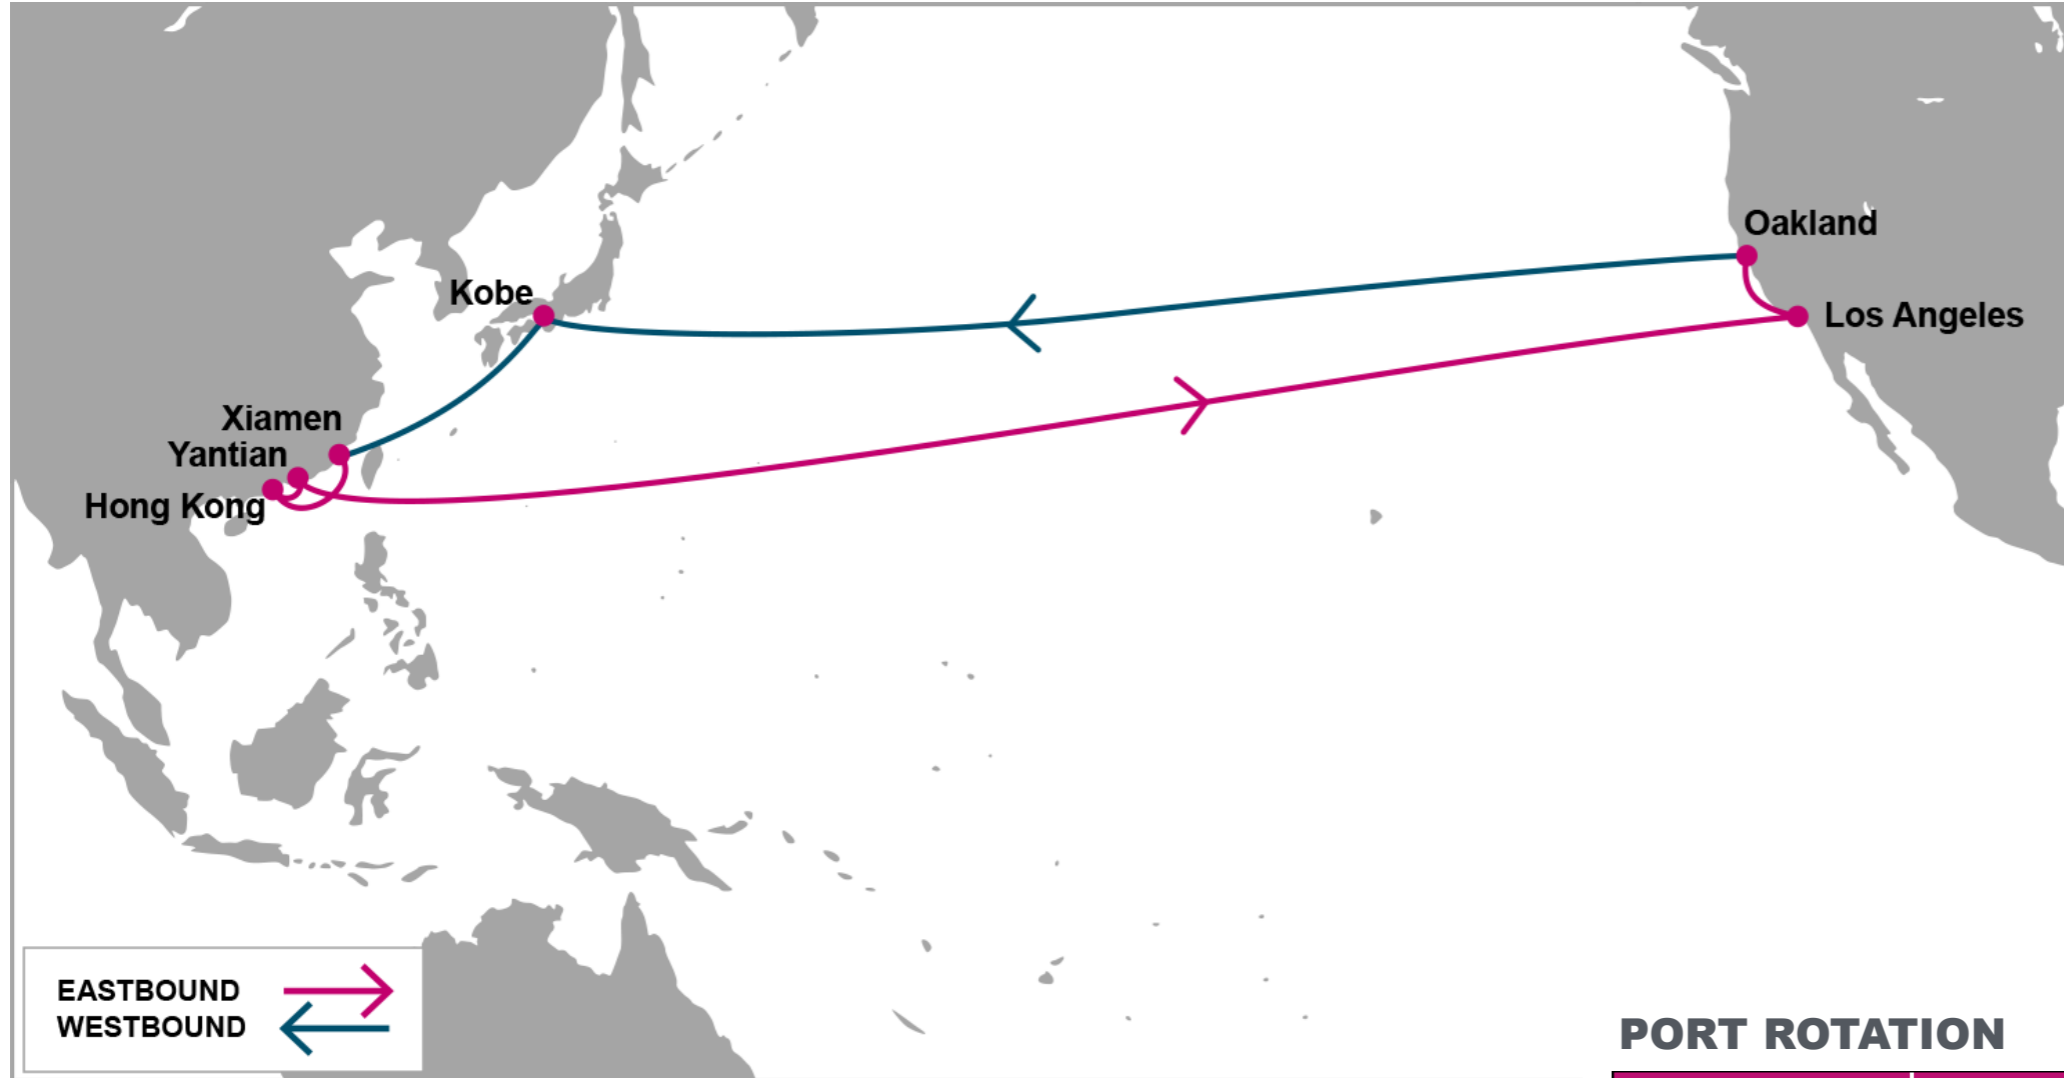 Oakland
Kobe
Los Angeles
Xiamen
Yantian
Hong Kong
EASTBOUND
WESTBOUND
PORT ROTATION